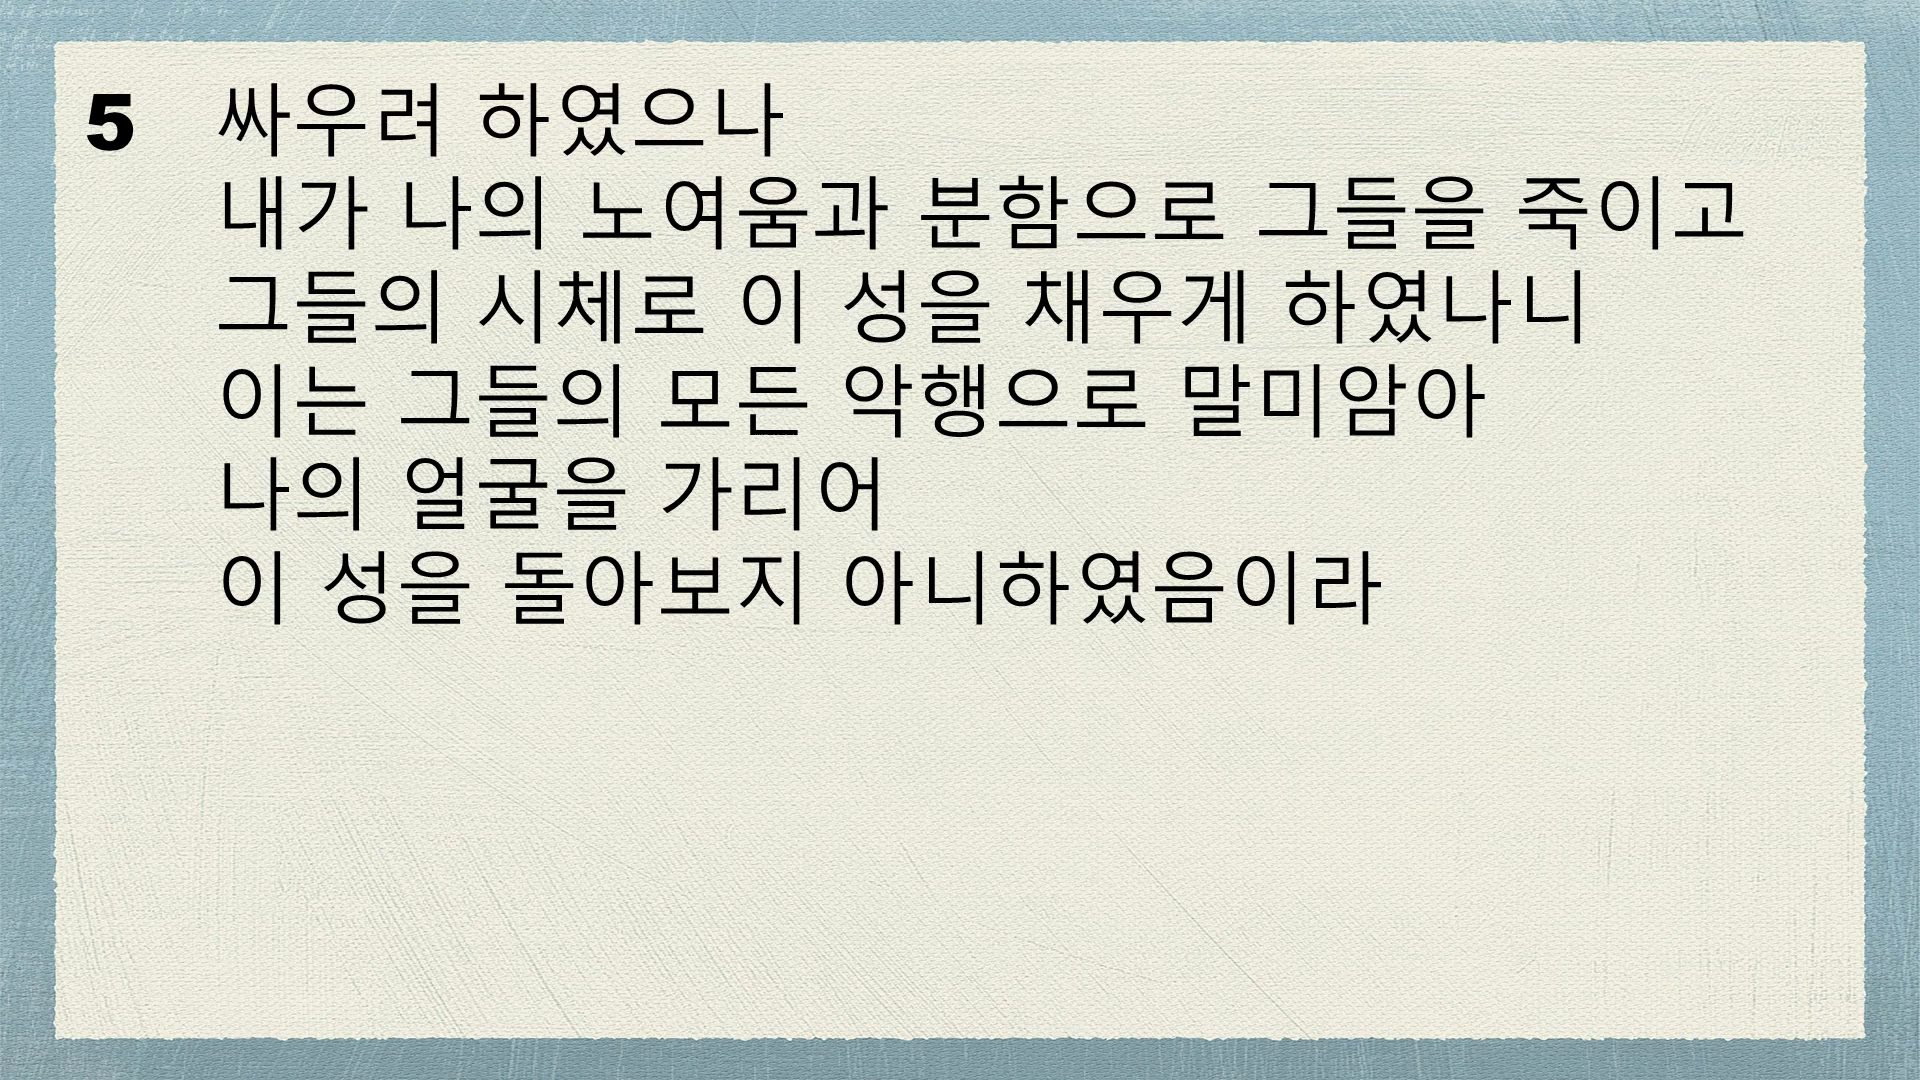 5 싸우려 하였으나
내가 나의 노여움과 분함으로 그들을 죽이고
그들의 시체로 이 성을 채우게 하였나니
이는 그들의 모든 악행으로 말미암아
나의 얼굴을 가리어
이 성을 돌아보지 아니하였음이라